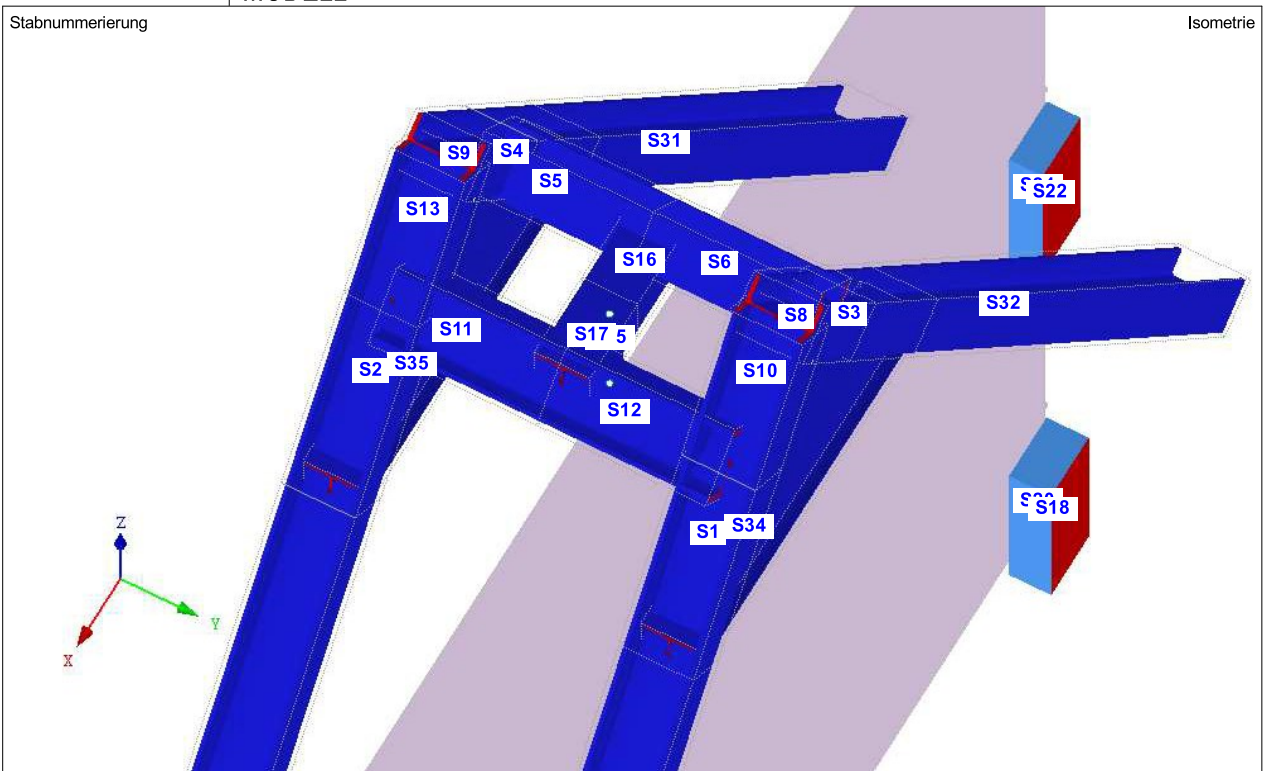 Stabnummerierung
Isometrie
S31
S9
S4
S5
S22
S13
S16
S6
S32
S8
S3
S17
5
S11
S35
S2
S10
S12
S18
S1
S34
Z
Y
X